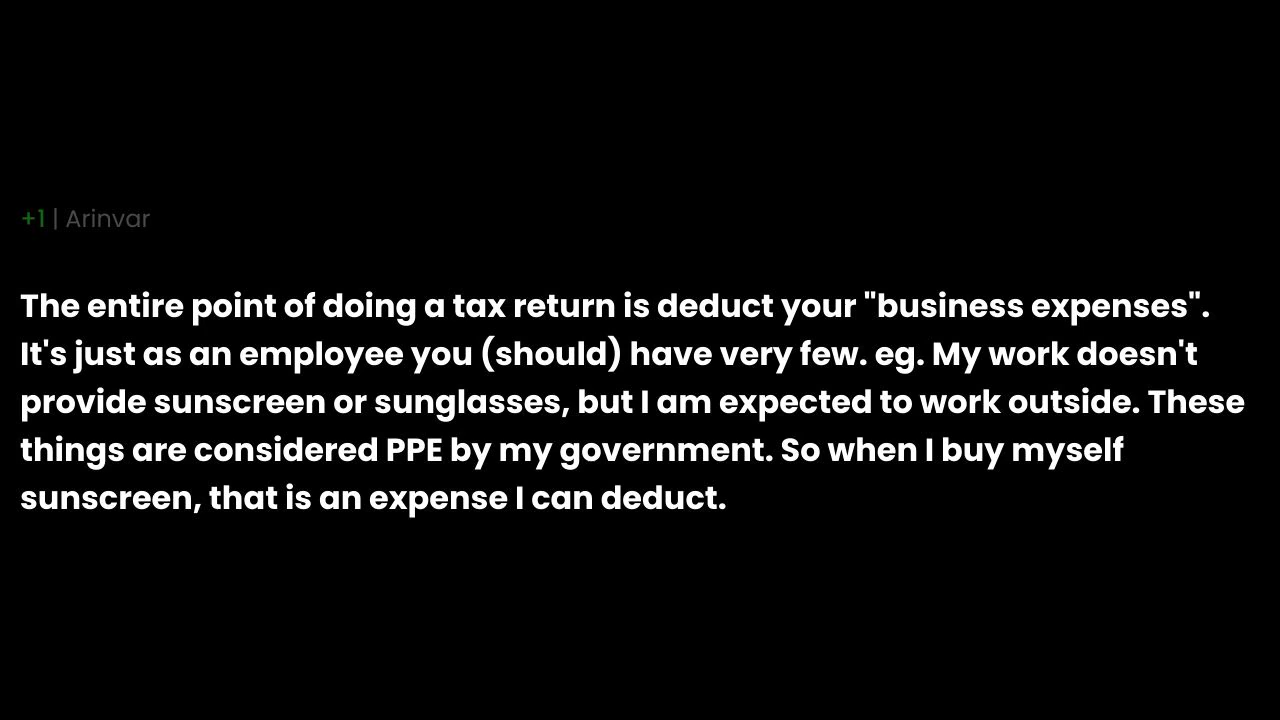 +1 | Arinvar
The entire point of doing a tax return is deduct your "business expenses".
It's just as an employee you (should) have very few. eg. My work doesn't
provide sunscreen or sunglasses, but I am expected to work outside. These
things are considered PPE by my government. So when I buy myself
sunscreen, that is an expense I can deduct.